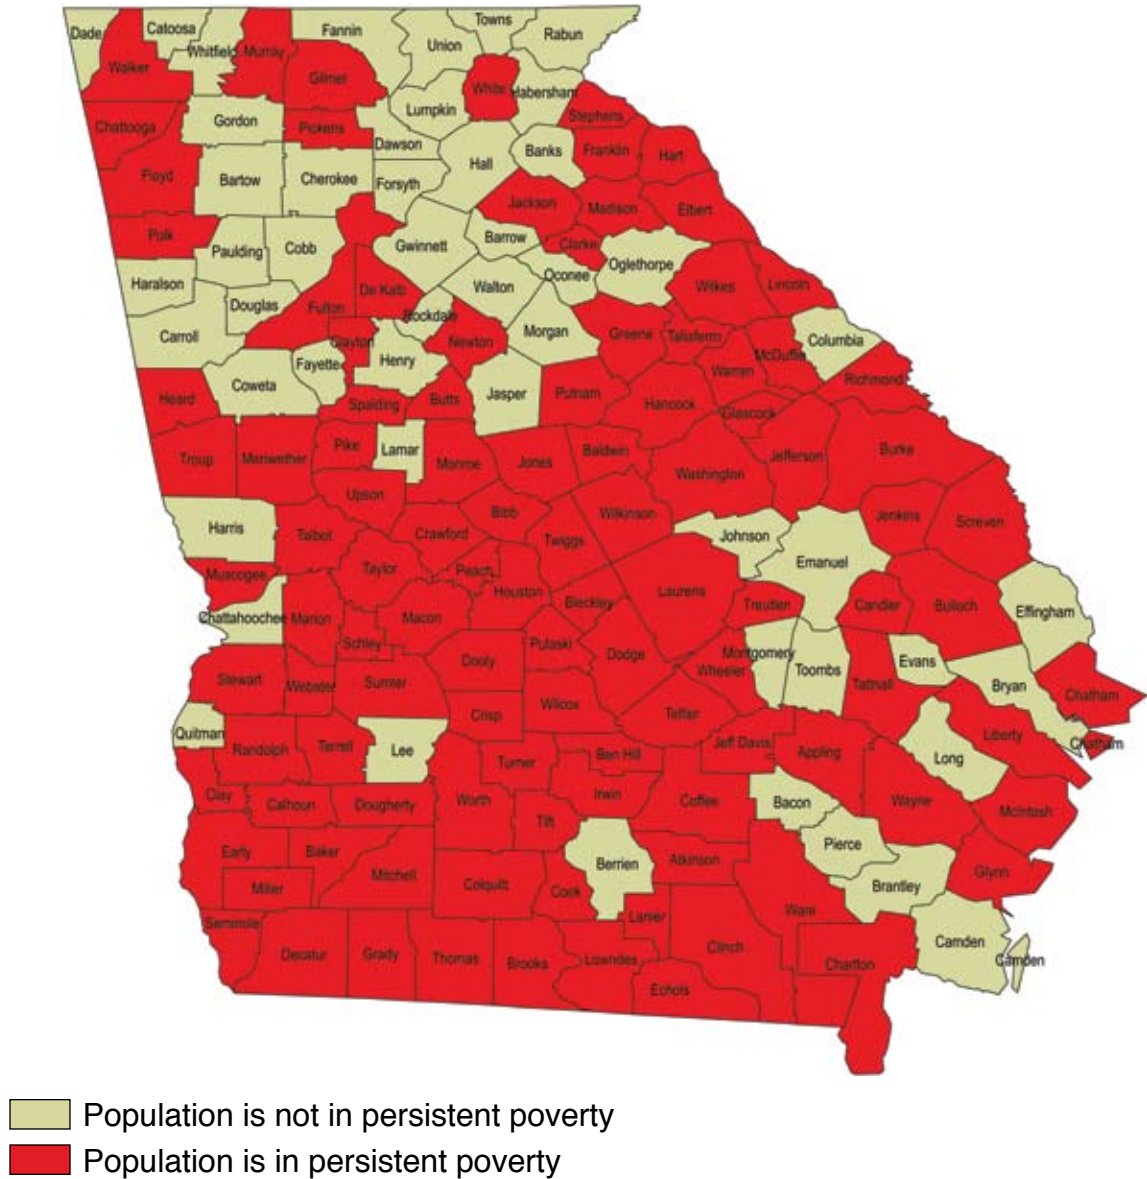 Dade
Catoosa
Whitfield
Murray
Fannin
Union
Towns
Rabun
Walker
Gilmer
White
Habersham
Lumpkin
Stephens
Chattooga
Gordon
Pickens
Dawson
Hall
Banks
Franklin
Hart
Floyd
Bartow
Cherokee
Forsyth
Jackson
Madison
Elbert
Polk
Paulding
Cobb
Gwinnett
Barrow
Clarke
Oconee
Oglethorpe
Haralson
Douglas
Fulton
De Kalb
Rockdale
Walton
Wilkes
Lincoln
Carroll
Clayton
Henry
Newton
Morgan
Greene
Taliaferro
McDuffie
Columbia
Fayette
Coweta
Heard
Spalding
Butts
Jasper
Putnam
Hancock
Warren
Glascock
Richmond
Troup
Meriwether
Pike
Lamar
Monroe
Jones
Baldwin
Washington
Jefferson
Burke
Upson
Harris
Talbot
Crawford
Bibb
Twiggs
Wilkinson
Johnson
Emanuel
Jenkins
Screven
Muscogee
Taylor
Peach
Houston
Bleckley
Laurens
Treutlen
Candler
Bulloch
Effingham
Chattahoochee
Marion
Schley
Macon
Pulaski
Dodge
Wheeler
Montgomery
Toombs
Tattnall
Evans
Bryan
Chatham
Stewart
Webster
Sumter
Dooly
Crisp
Wilcox
Telfair
Jeff Davis
Appling
Long
Liberty
Chatham
Quitman
Randolph
Terrell
Lee
Turner
Ben Hill
Clay
Calhoun
Dougherty
Worth
Tift
Irwin
Coffee
Bacon
Wayne
McIntosh
Early
Baker
Mitchell
Miller
Colquitt
Cook
Berrien
Atkinson
Pierce
Brantley
Glynn
Seminole
Decatur
Grady
Thomas
Brooks
Lowndes
Lanier
Clinch
Echols
Ware
Charlton
Camden
Camden
Population is not in persistent poverty
Population is in persistent poverty